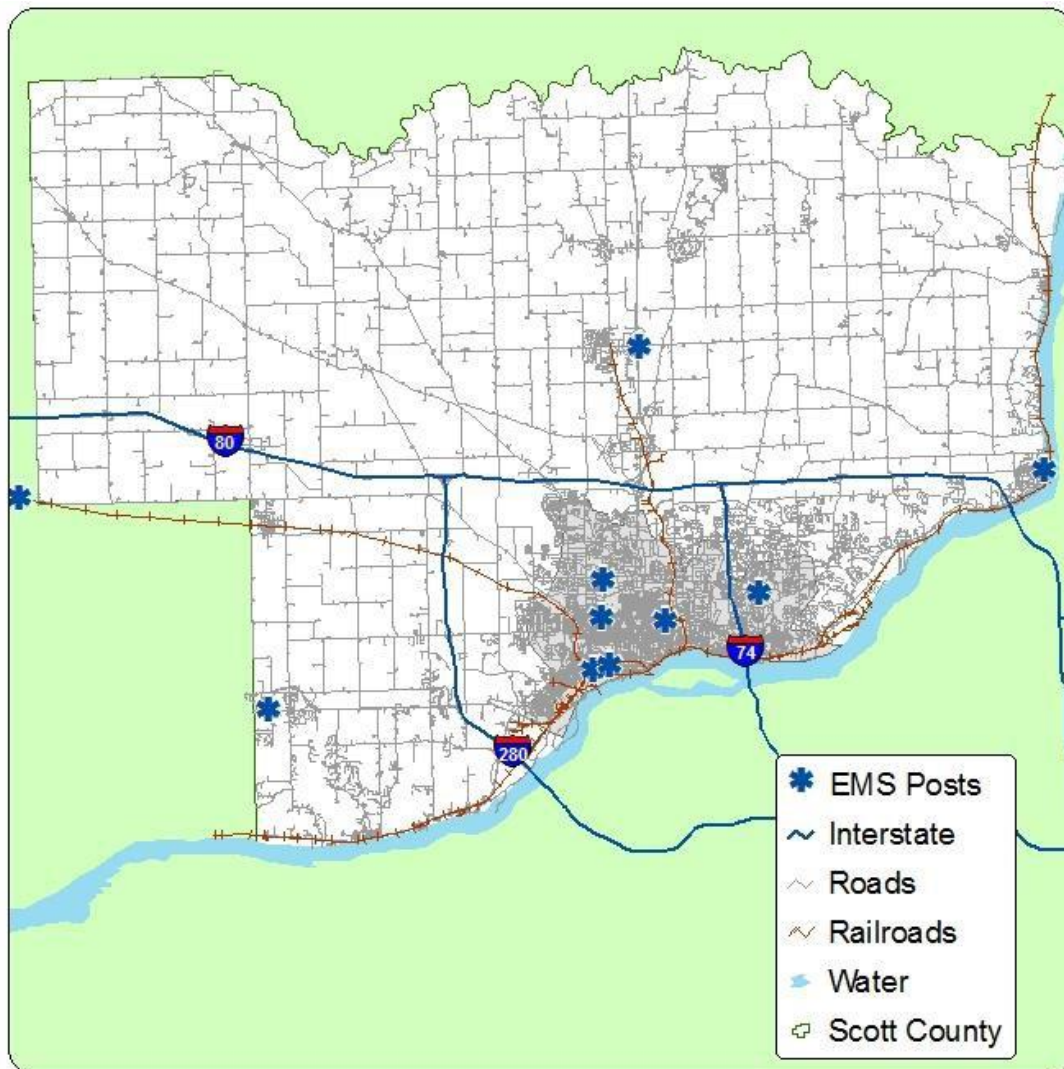 80
74
280
EMS Posts
Interstate
Roads
Railroads
Water
Scott County